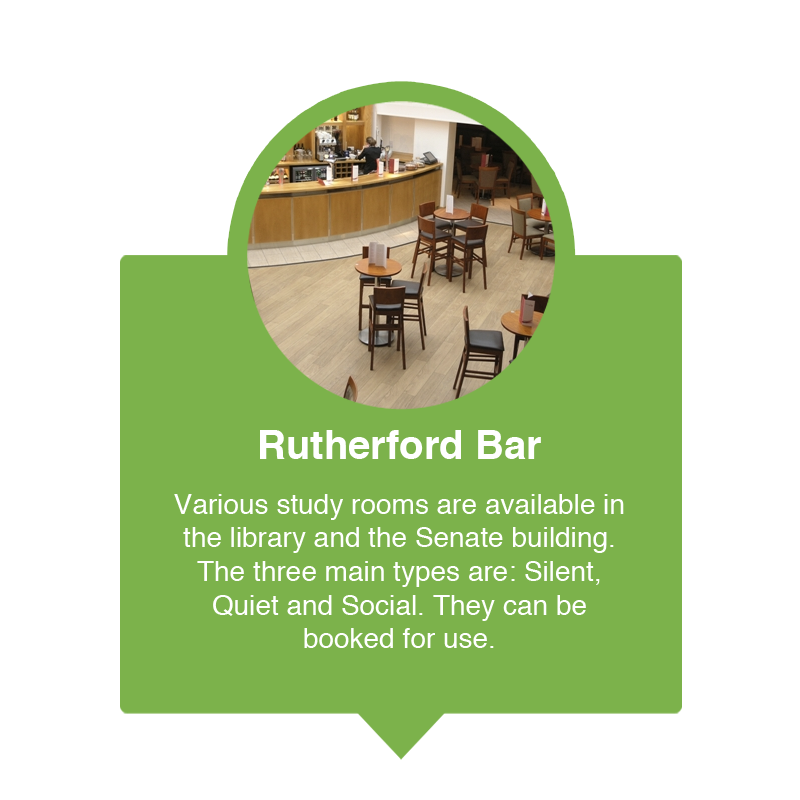 Rutherford Bar
Various study rooms are available in
the library and the Senate building.
The three main types are: Silent,
Quiet and Social. They can be
booked for use.